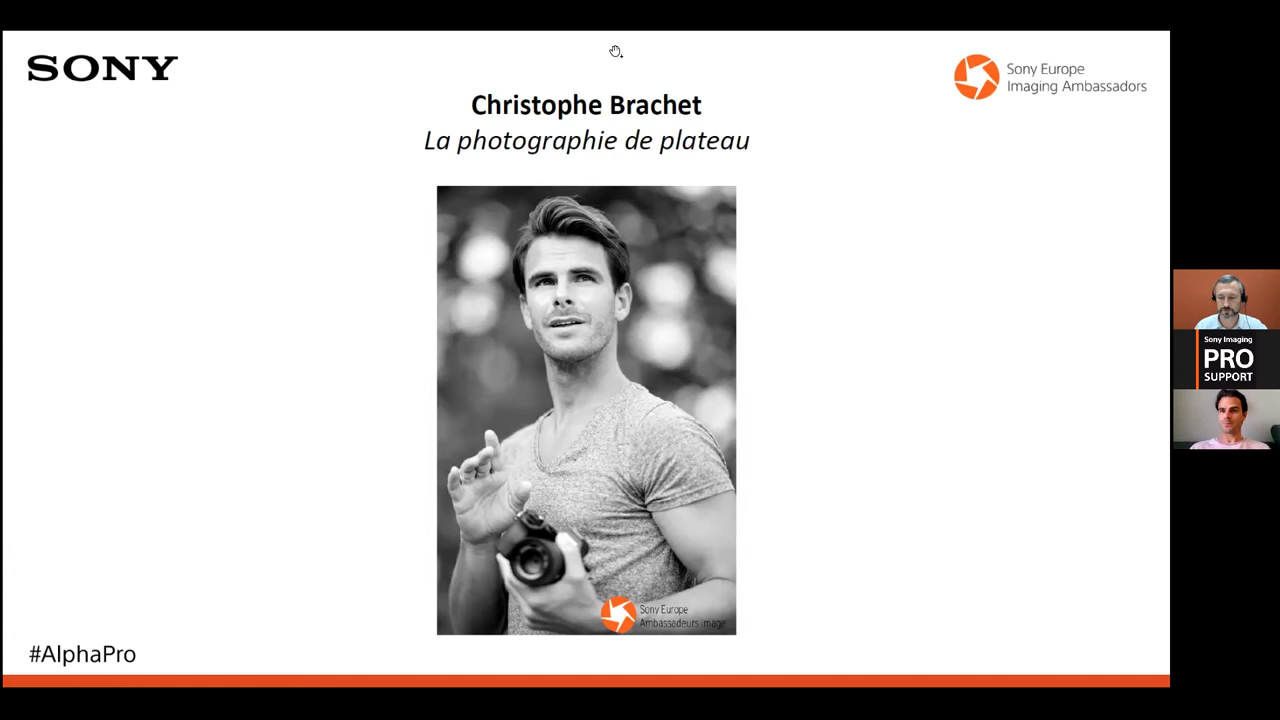 SONY
Sony Europe
Imaging Ambassadors
Christophe Brachet
La photographie de plateau
Sony Europe
Ambassadeurs Image
#AlphaPro
Sony Imaging
PRO
SUPPORT